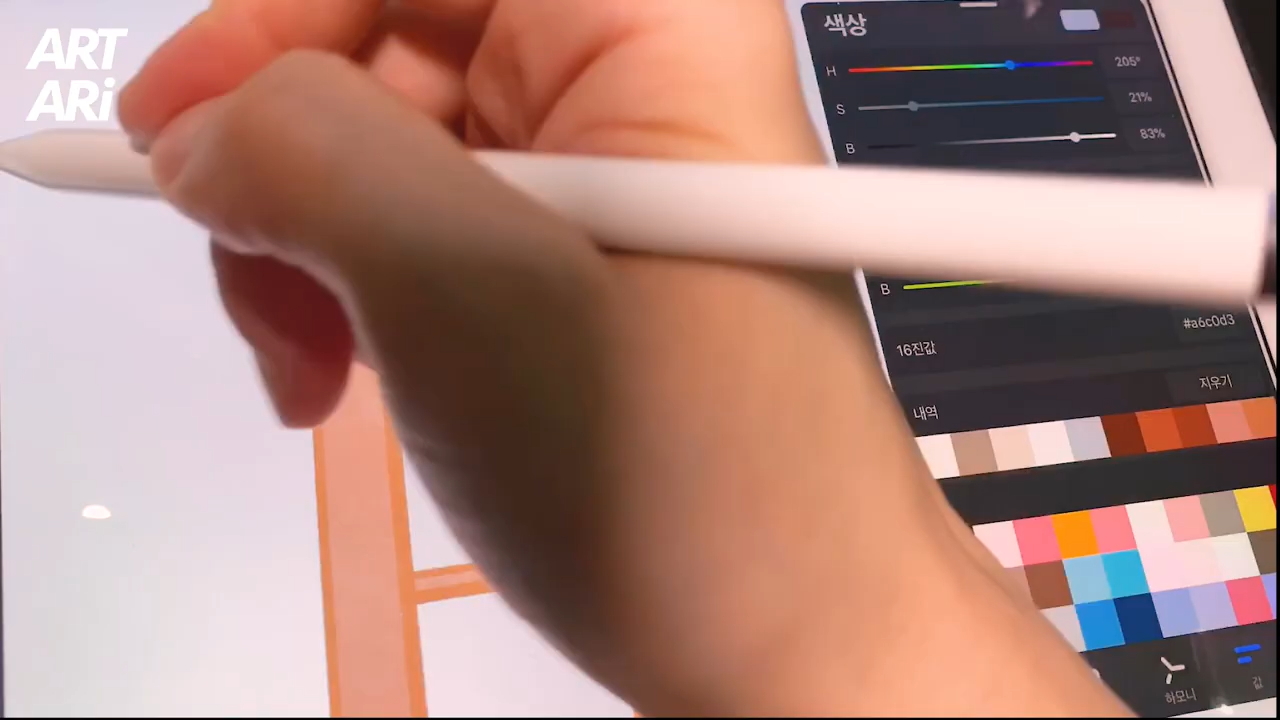 ART
ARi
색상
H 205°
S 21%
B 83%
B
#a6c0d3
16진값
지우기
내역
하모니
값